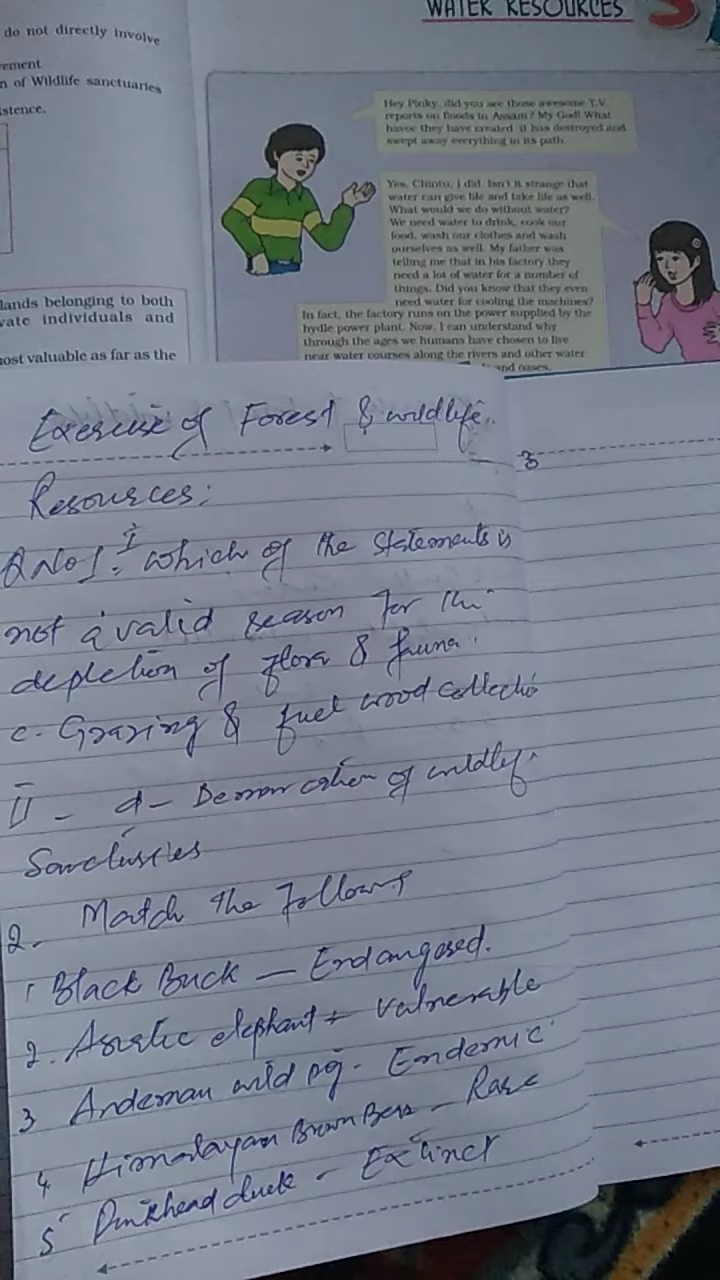 WATER RESOURCES
do not directly involve
ement
n of Wildlife sanctuaries
istence.
Hey Pinky, did you see those awesome T.V.
reports on floods in Assam? My God! What
havoc they have created. it has destroyed and
swept away everything in its path.
Yes, Chintu, I did. Isn't it strange that
water can give life and take life as well.
What would we do without water?
We need water to drink, cook our
food, wash our clothes and wash
ourselves as well. My father was
telling me that in his factory they
need a lot of water for a number of
things. Did you know that they even
need water for cooling the machines?
In fact, the factory runs on the power supplied by the
hydle power plant. Now, I can understand why
through the ages we humans have chosen to live
near water courses along the rivers and other water
and oases.
lands belonging to both
vate individuals and
most valuable as far as the
Exercise of Forest & wildlife
3
Resources:
Q No 1. I which of the statements is
not a valid reason for the
depletion of flora & fauna.
c. Grazing & fuel wood collectio
II - d - Demarcation of wildlif
Sanctuaries
2. Match the Follow
1 Black Buck — Endangered.
2. Asiatic elephant - Vulnerable
3 Andeman wild pig. Endemic
4. Himalayan Brown Bear - Rare
5 Pinkhead duck - Extinct